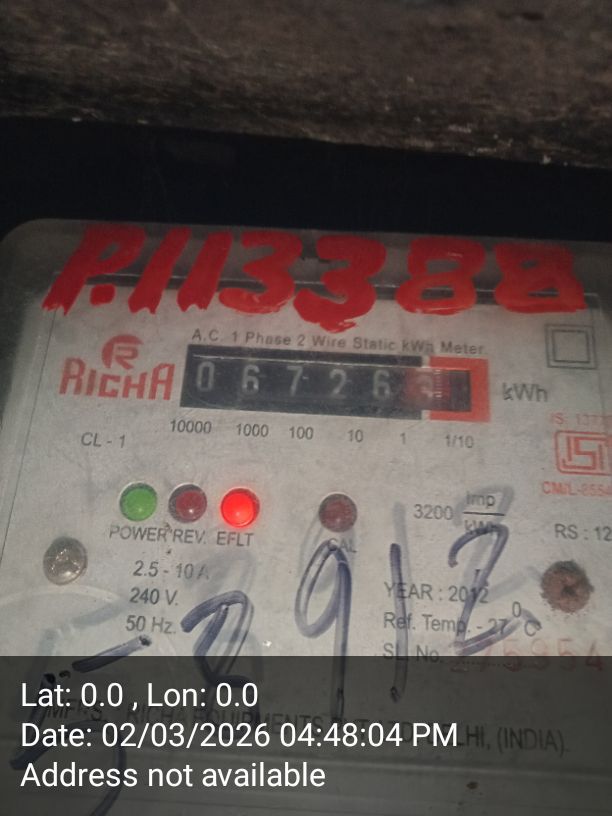 P.113388
A.C. 1 Phase 2 Wire Static kWh Meter
R
RICHA
0 6 7 2 6
kWh
10000 1000 100 10 1 1/10
CL - 1
IS
CM/L-8554
3200 imp
kWh
POWER REV. EFLT CAL
RS : 12
2.5 - 10 A
240 V.
50 Hz.
YEAR : 2012
Ref. Temp. - 27 °C
SL. No.
Lat: 0.0 , Lon: 0.0
Date: 02/03/2026 04:48:04 PM
Address not available